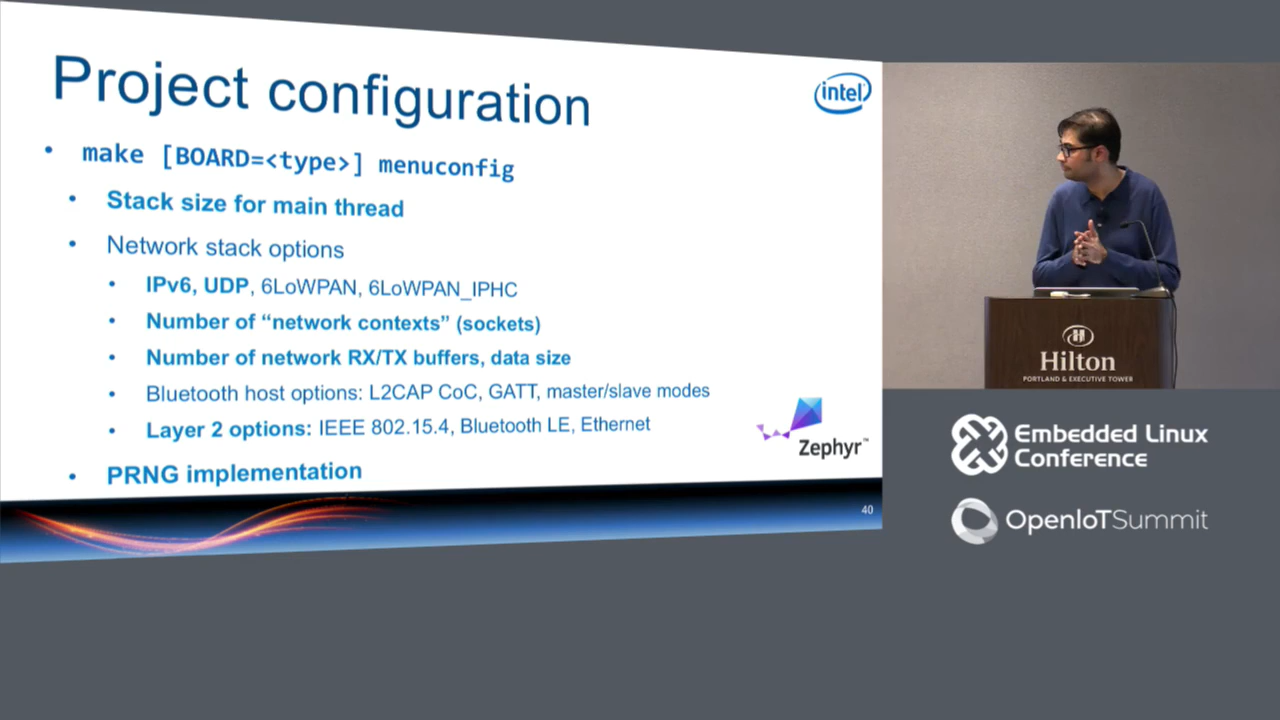 Project configuration
intel
• make [BOARD=<type>] menuconfig
• Stack size for main thread
• Network stack options
• IPv6, UDP, 6LoWPAN, 6LoWPAN_IPHC
• Number of “network contexts” (sockets)
• Number of network RX/TX buffers, data size
• Bluetooth host options: L2CAP CoC, GATT, master/slave modes
• Layer 2 options: IEEE 802.15.4, Bluetooth LE, Ethernet
• PRNG implementation
Zephyr™
40
H
Hilton
PORTLAND & EXECUTIVE TOWER
Embedded Linux
Conference
OpenIoTSummit